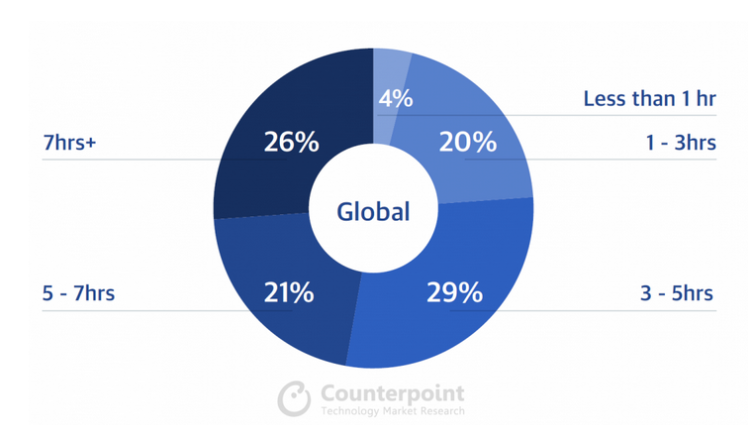 4%
Less than 1 hr
7hrs+
26%
20%
1 - 3hrs
Global
5 - 7hrs
21%
29%
3 - 5hrs
Counterpoint
Technology Market Research